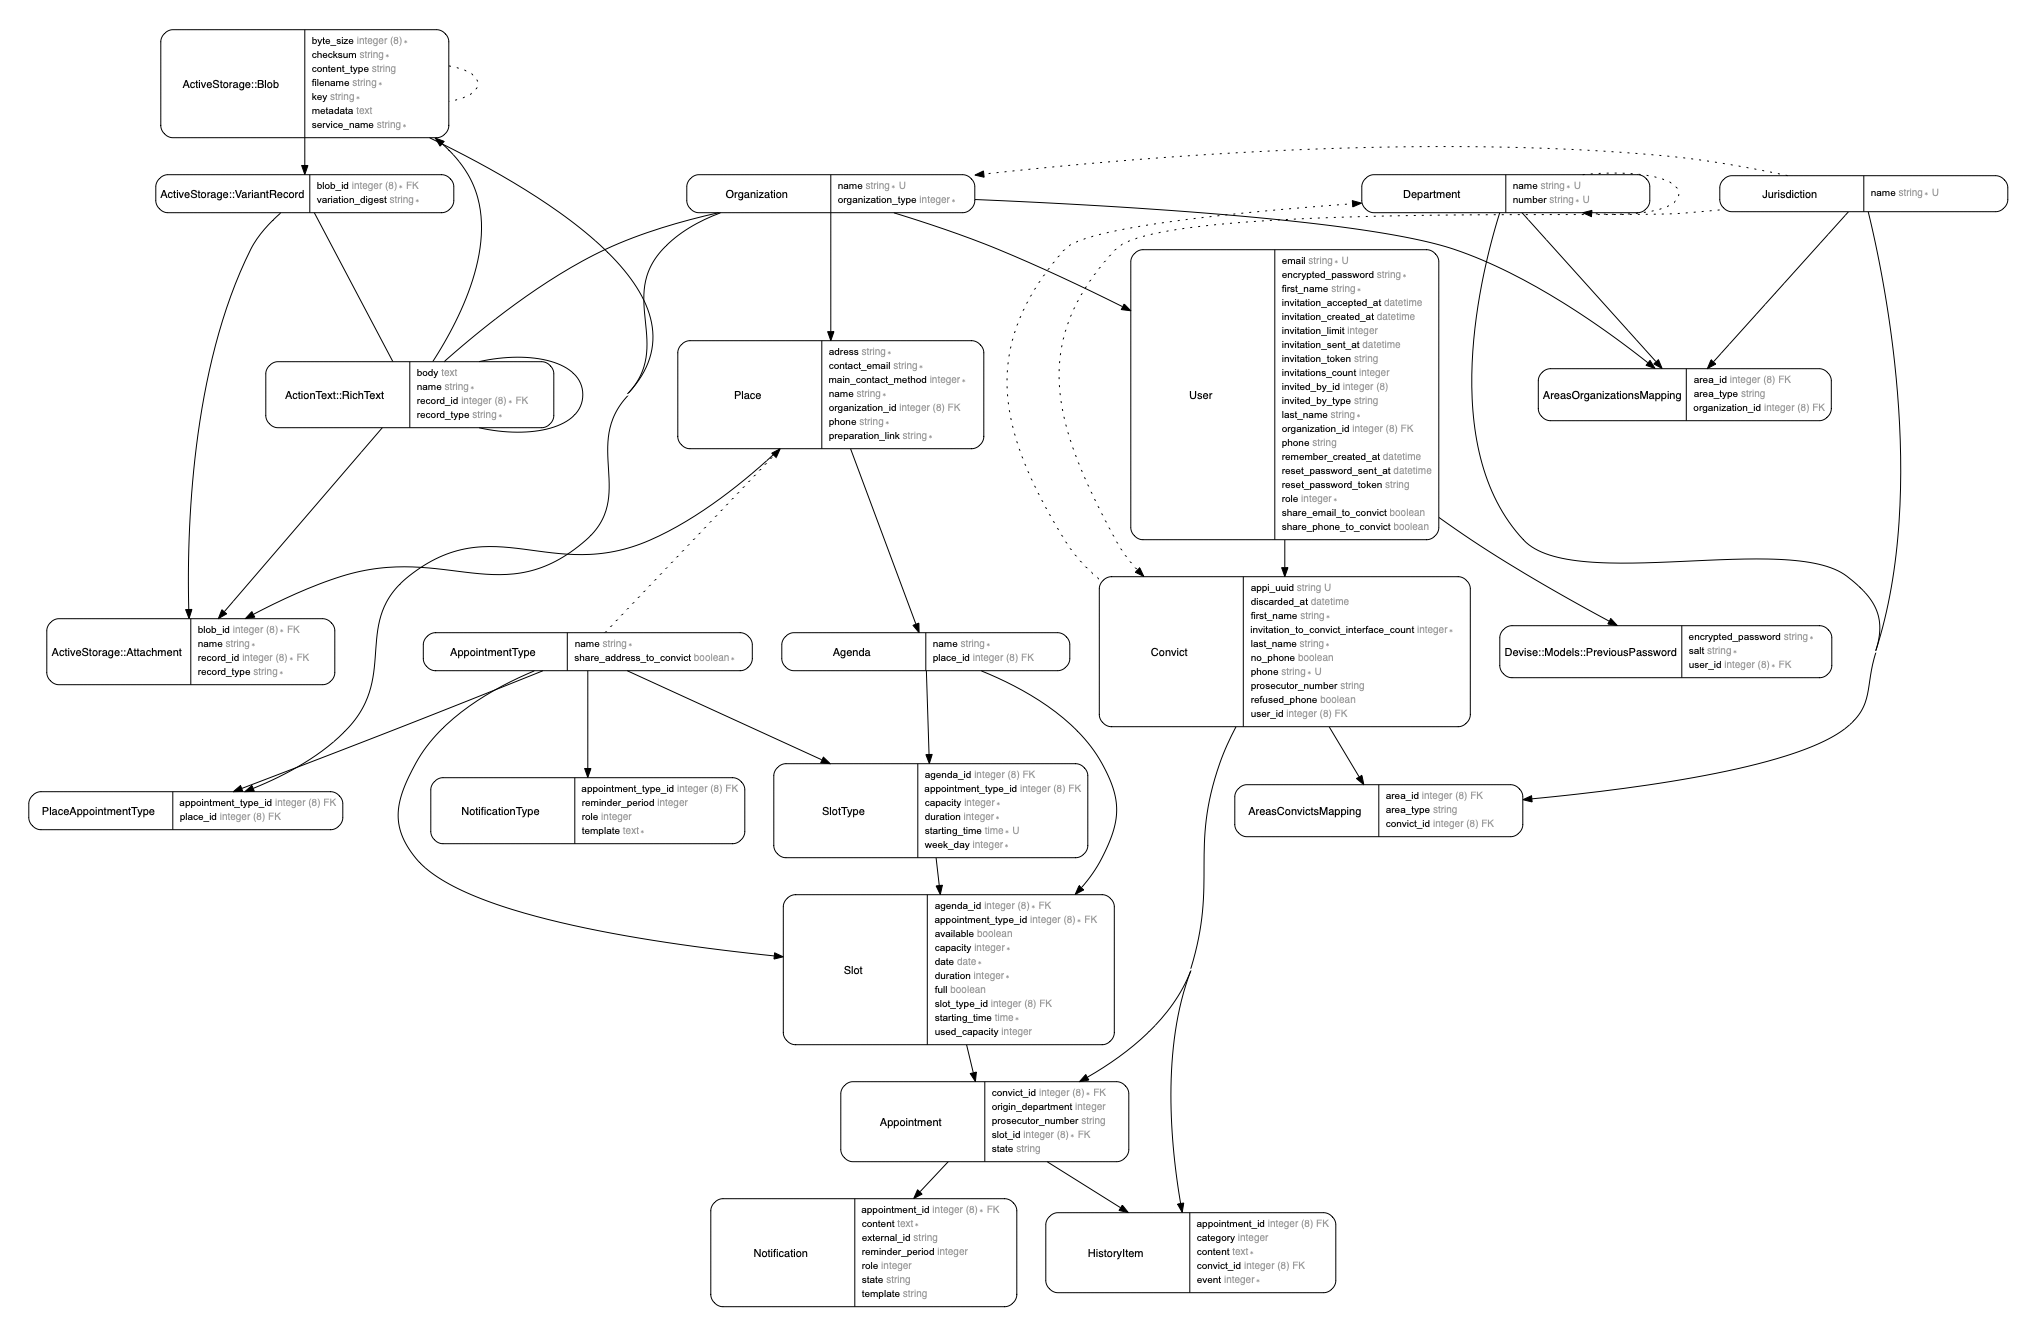 ActiveStorage::Blob
byte_size integer (8) ∗
checksum string ∗
content_type string
filename string ∗
key string ∗
metadata text
service_name string ∗
ActiveStorage::VariantRecord
blob_id integer (8) ∗ FK
variation_digest string ∗
Organization
name string ∗ U
organization_type integer ∗
Department
name string ∗ U
number string ∗ U
Jurisdiction
name string ∗ U
User
email string ∗ U
encrypted_password string ∗
first_name string ∗
invitation_accepted_at datetime
invitation_created_at datetime
invitation_limit integer
invitation_sent_at datetime
invitation_token string
invitations_count integer
invited_by_id integer (8)
invited_by_type string
last_name string ∗
organization_id integer (8) FK
phone string
remember_created_at datetime
reset_password_sent_at datetime
reset_password_token string
role integer ∗
share_email_to_convict boolean
share_phone_to_convict boolean
ActionText::RichText
body text
name string ∗
record_id integer (8) ∗ FK
record_type string ∗
Place
adress string ∗
contact_email string ∗
main_contact_method integer ∗
name string ∗
organization_id integer (8) FK
phone string ∗
preparation_link string ∗
AreasOrganizationsMapping
area_id integer (8) FK
area_type string
organization_id integer (8) FK
ActiveStorage::Attachment
blob_id integer (8) ∗ FK
name string ∗
record_id integer (8) ∗ FK
record_type string ∗
AppointmentType
name string ∗
share_address_to_convict boolean ∗
Agenda
name string ∗
place_id integer (8) FK
Convict
appi_uuid string U
discarded_at datetime
first_name string ∗
invitation_to_convict_interface_count integer ∗
last_name string ∗
no_phone boolean
phone string ∗ U
prosecutor_number string
refused_phone boolean
user_id integer (8) FK
Devise::Models::PreviousPassword
encrypted_password string ∗
salt string ∗
user_id integer (8) ∗ FK
PlaceAppointmentType
appointment_type_id integer (8) FK
place_id integer (8) FK
NotificationType
appointment_type_id integer (8) FK
reminder_period integer
role integer
template text ∗
SlotType
agenda_id integer (8) FK
appointment_type_id integer (8) FK
capacity integer ∗
duration integer ∗
starting_time time ∗ U
week_day integer ∗
AreasConvictsMapping
area_id integer (8) FK
area_type string
convict_id integer (8) FK
Slot
agenda_id integer (8) ∗ FK
appointment_type_id integer (8) ∗ FK
available boolean
capacity integer ∗
date date ∗
duration integer ∗
full boolean
slot_type_id integer (8) FK
starting_time time ∗
used_capacity integer
Appointment
convict_id integer (8) ∗ FK
origin_department integer
prosecutor_number string
slot_id integer (8) ∗ FK
state string
Notification
appointment_id integer (8) ∗ FK
content text ∗
external_id string
reminder_period integer
role integer
state string
template string
HistoryItem
appointment_id integer (8) FK
category integer
content text ∗
convict_id integer (8) FK
event integer ∗